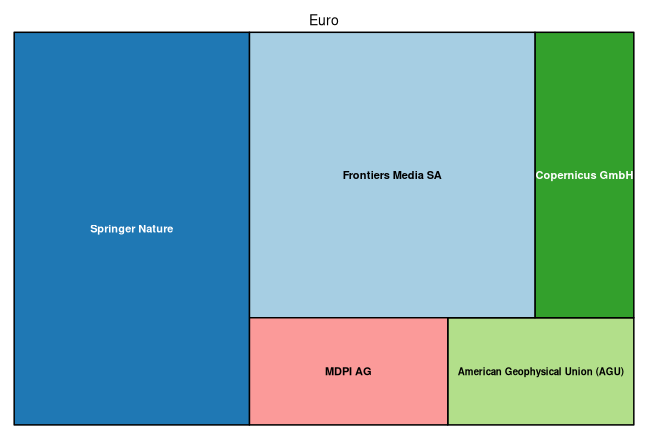 Euro
Springer Nature
Frontiers Media SA
Copernicus GmbH
MDPI AG
American Geophysical Union (AGU)